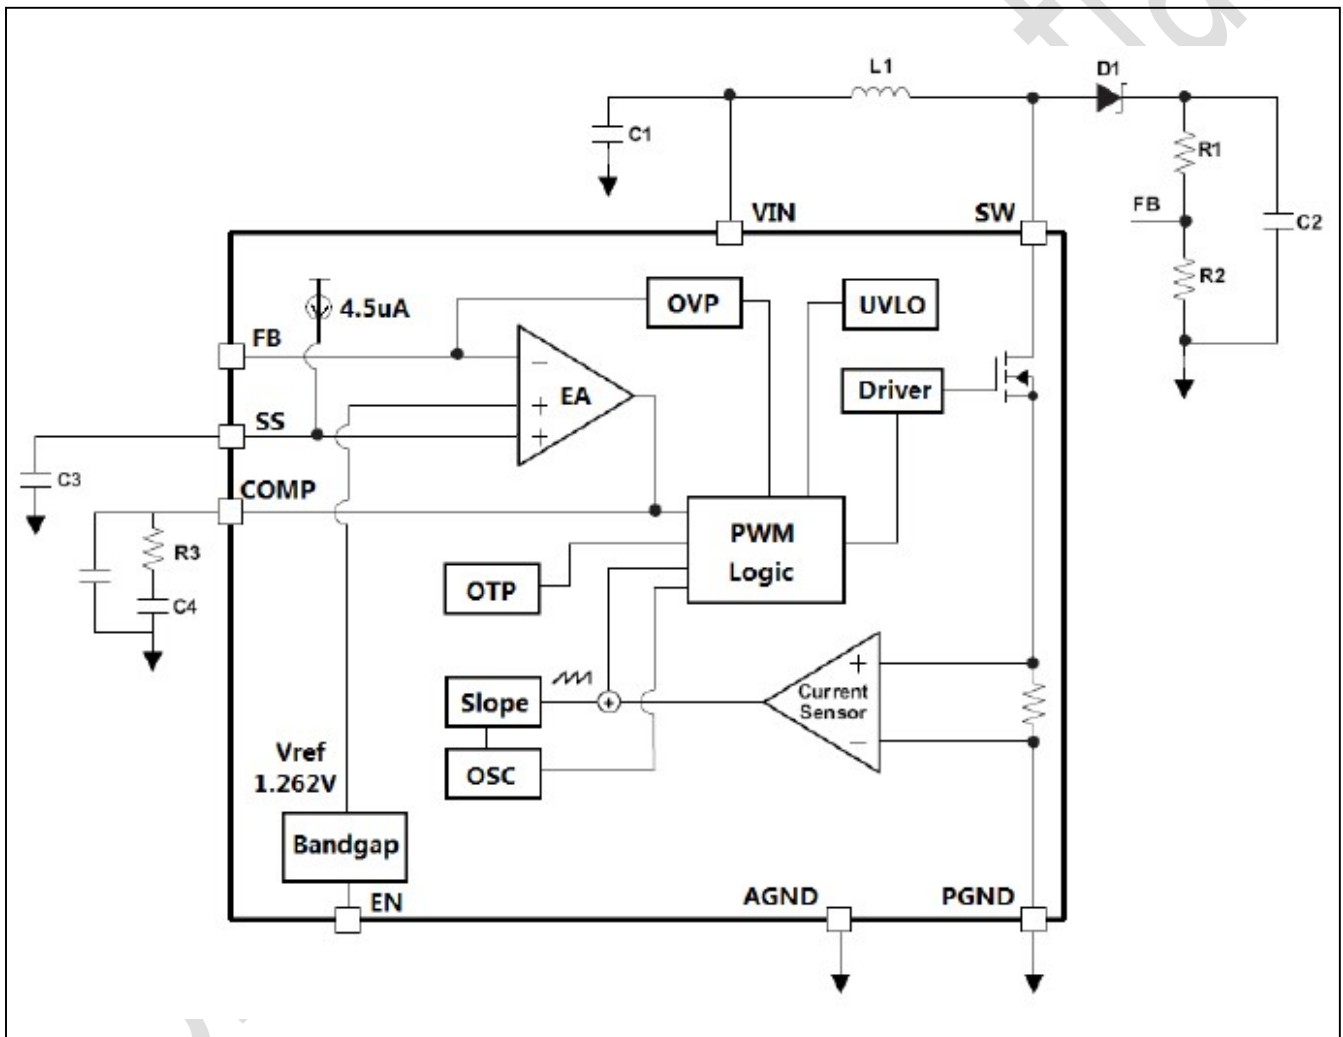 L1
D1
C1
R1
VIN
SW
FB
C2
R2
4.5uA
OVP
UVLO
FB
−
EA
Driver
+
SS
+
C3
COMP
PWM
Logic
R3
OTP
C4
+
Current
Sensor
Slope
+
−
Vref
1.262V
OSC
Bandgap
EN
AGND
PGND